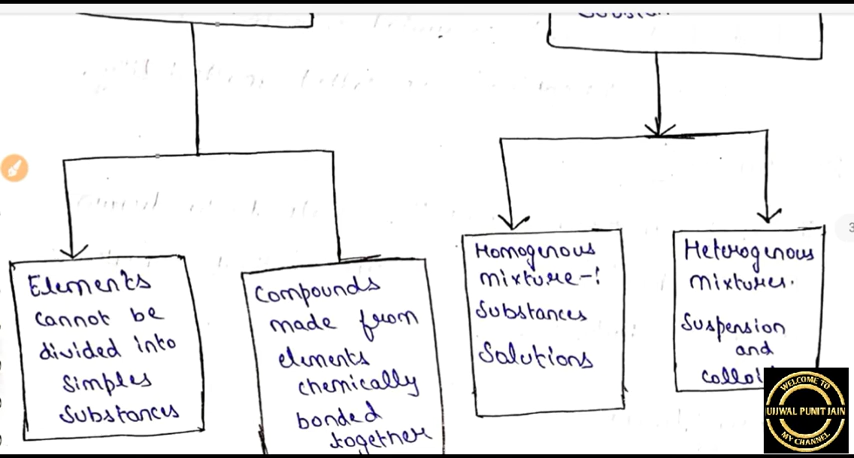 Elements
cannot be
divided into
Simples
Substances
Compounds
made from
elements
chemically
bonded
together
Homogenous
mixture-:
Substances
Solutions
Heterogenous
mixtures.
Suspension
and
WELCOME TO
UJJWAL PUNIT JAIN
MY CHANNEL
3